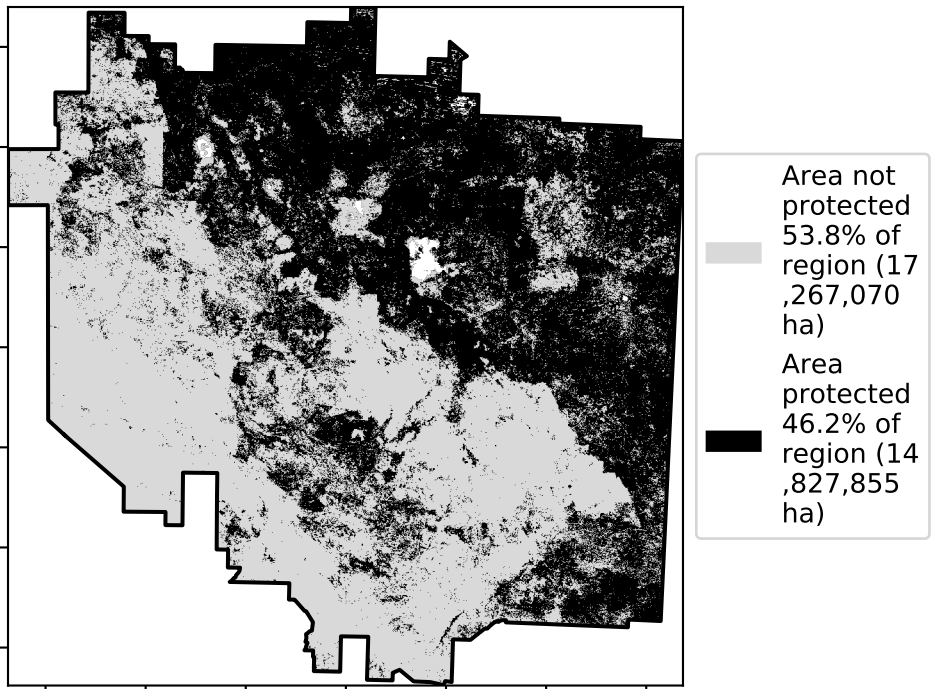 Area not
protected
53.8% of
region (17
,267,070
ha)
Area
protected
46.2% of
region (14
,827,855
ha)